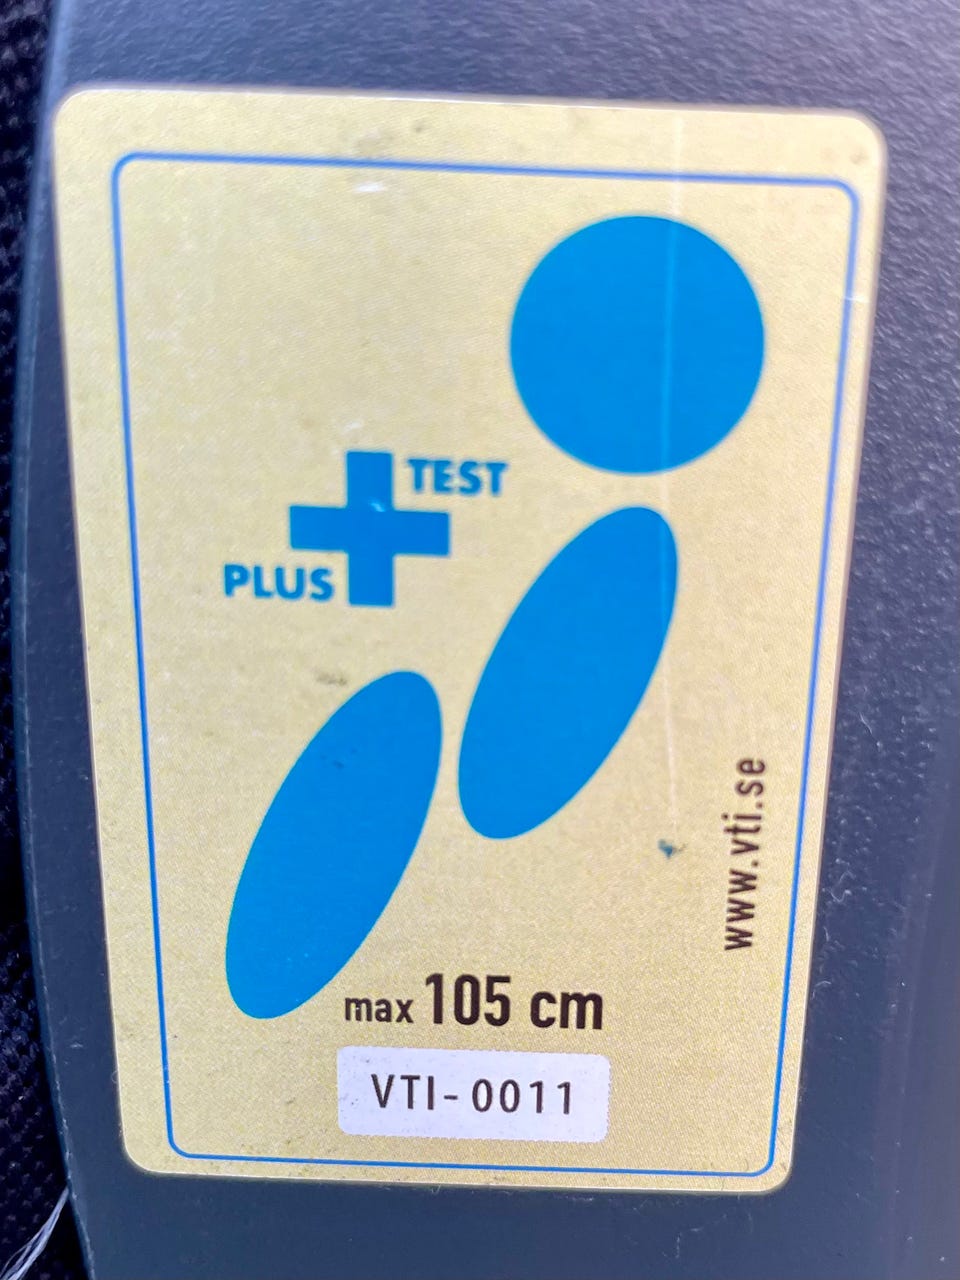 TEST
PLUS
www.vti.se
max 105 cm
VTI-0011